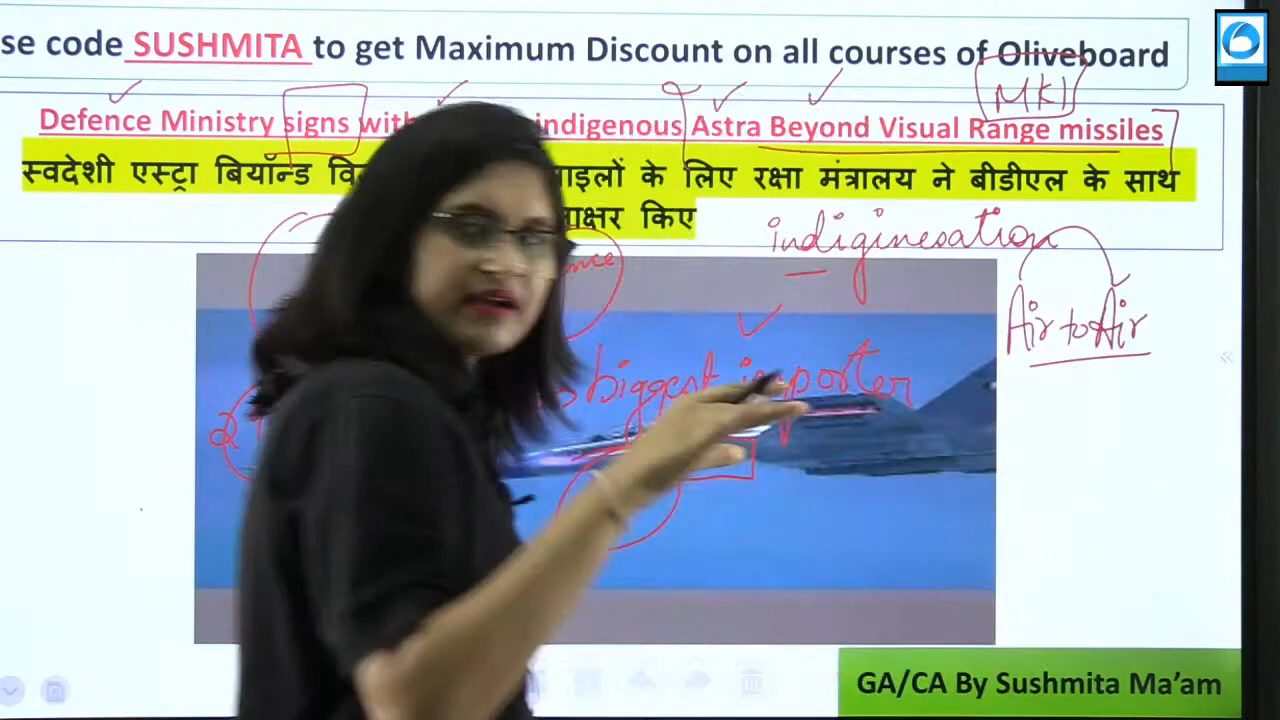 se code SUSHMITA to get Maximum Discount on all courses of Oliveboard
MK1
Defence Ministry signs with indigenous Astra Beyond Visual Range missiles
स्वदेशी एस्ट्रा बियॉन्ड के लिए रक्षा मंत्रालय ने बीडीएल के साथ
किए
indiginesation
Air to Air
biggest importer
GA/CA By Sushmita Ma'am